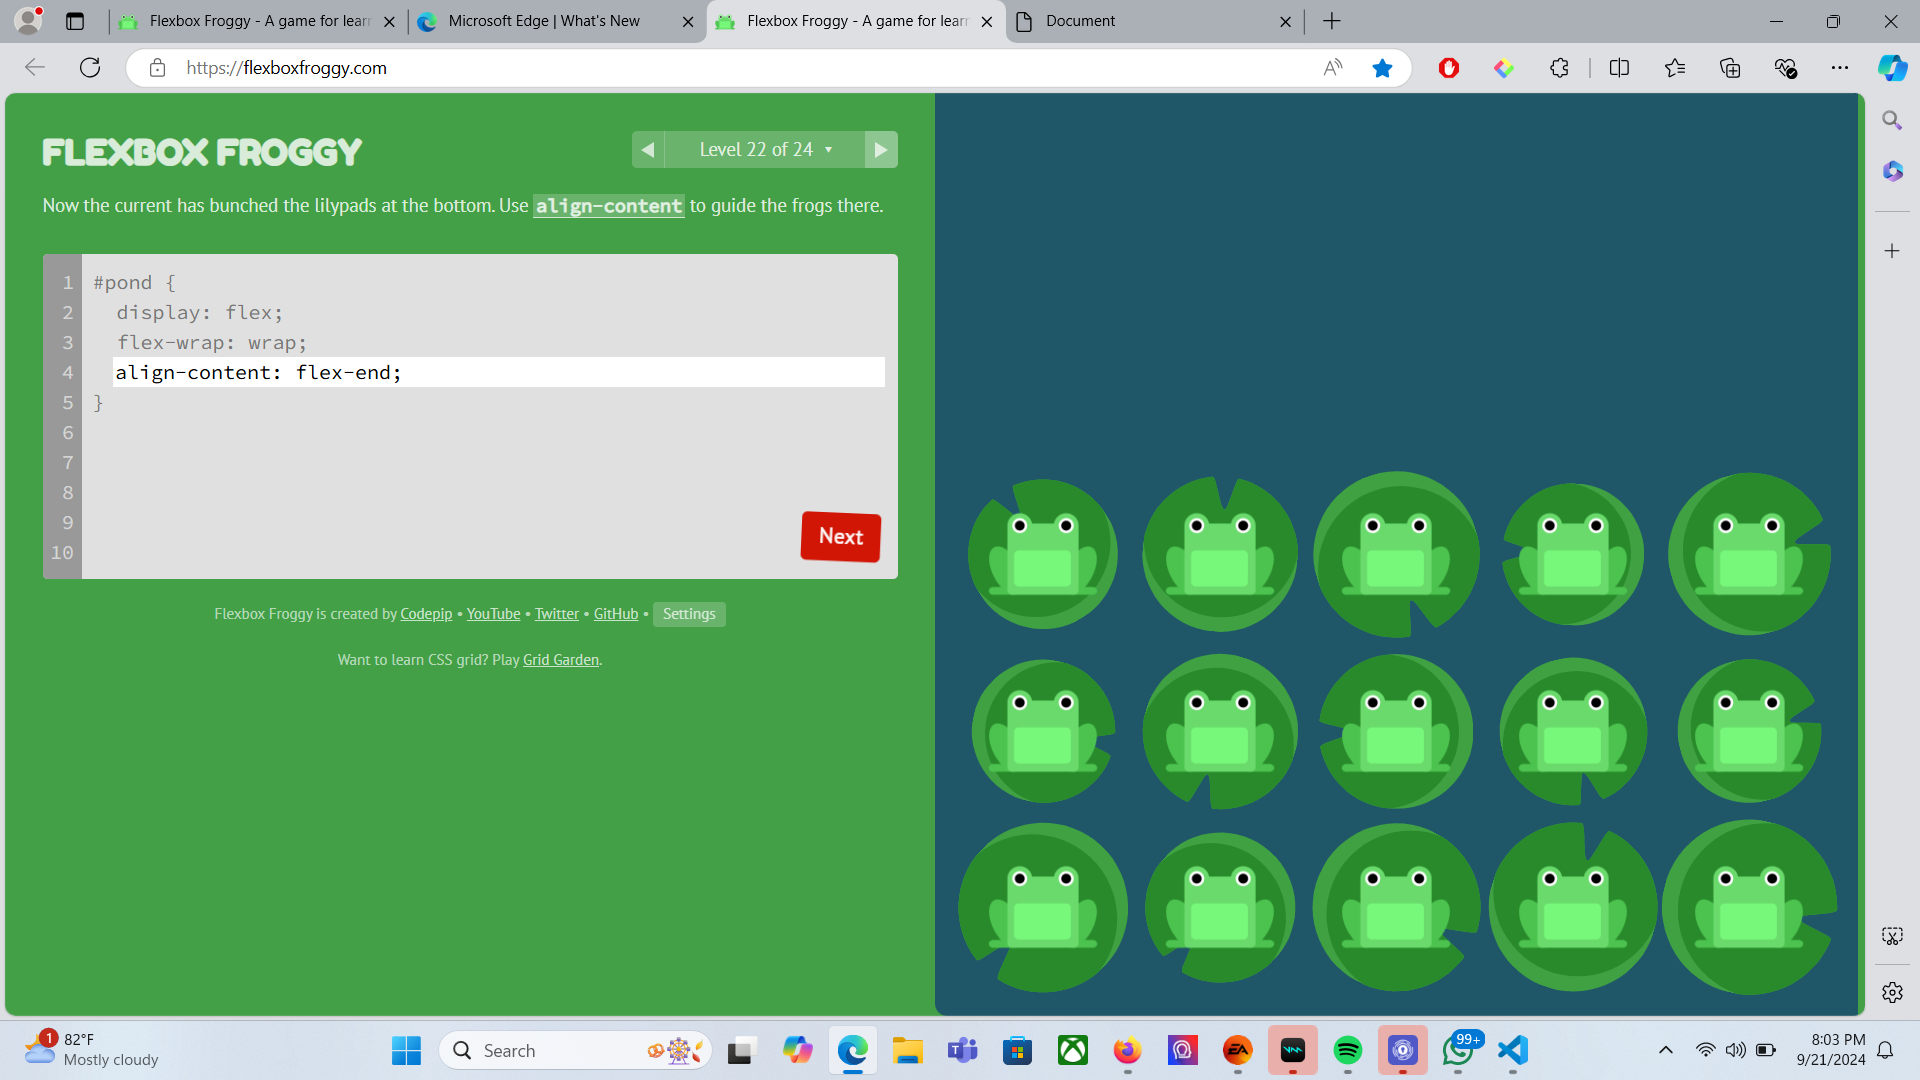 Flexbox Froggy - A game for learn
Microsoft Edge | What's New
Flexbox Froggy - A game for learn
Document
https://flexboxfroggy.com
FLEXBOX FROGGY
Level 22 of 24
Now the current has bunched the lilypads at the bottom. Use align-content to guide the frogs there.
1 #pond {
2 display: flex;
3 flex-wrap: wrap;
4 align-content: flex-end;
5 }
6
7
8
9
10
Next
Flexbox Froggy is created by Codepip • YouTube • Twitter • GitHub • Settings
Want to learn CSS grid? Play Grid Garden.
1
82°F
Mostly cloudy
Search
99+
8:03 PM
9/21/2024